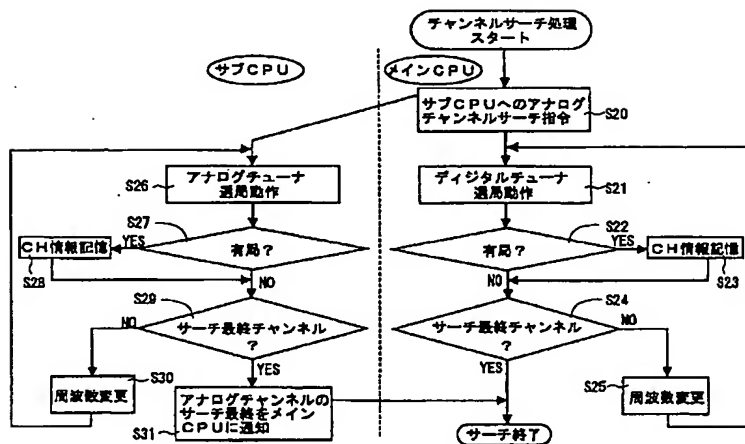 チャンネルサーチ処理
スタート
サブCPU
メインCPU
サブCPUへのアナログ
チャンネルサーチ指令
S20
アナログチューナ
選局動作
S26
ディジタルチューナ
選局動作
S21
S27
有局?
YES
CH情報記憶
S28
NO
S22
有局?
YES
CH情報記憶
S23
NO
S29
サーチ最終チャンネル
?
NO
YES
S24
サーチ最終チャンネル
?
NO
YES
S30
周波数変更
S25
周波数変更
アナログチャンネルの
サーチ最終をメイン
CPUに通知
S31
サーチ終了